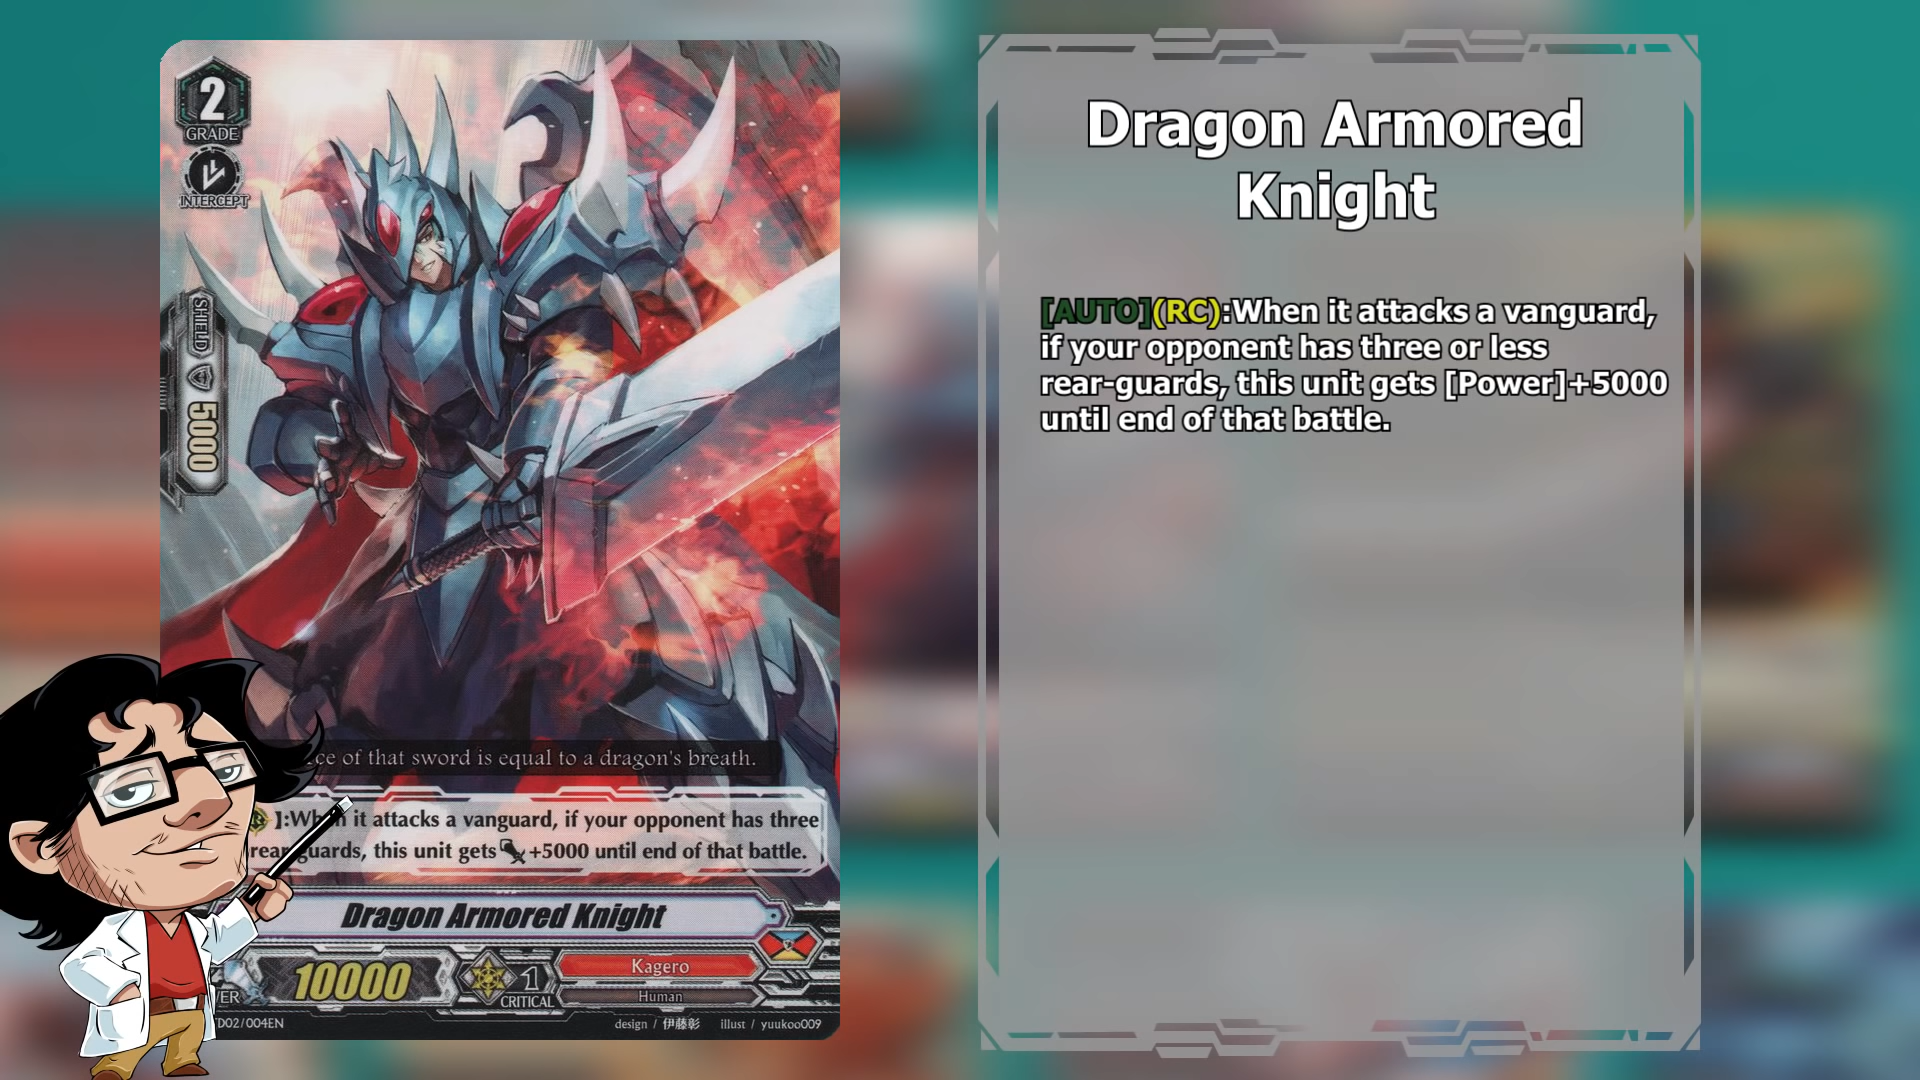 2
GRADE
INTERCEPT
SHIELD
5000
of that sword is equal to a dragon's breath.
]:When it attacks a vanguard, if your opponent has three
rear-guards, this unit gets +5000 until end of that battle.
Dragon Armored Knight
10000
1
CRITICAL
Kagero
Human
D02/004EN
design / 伊藤彰 illust / yuukoo009
Dragon Armored
Knight
[AUTO](RC):When it attacks a vanguard,
if your opponent has three or less
rear-guards, this unit gets [Power]+5000
until end of that battle.